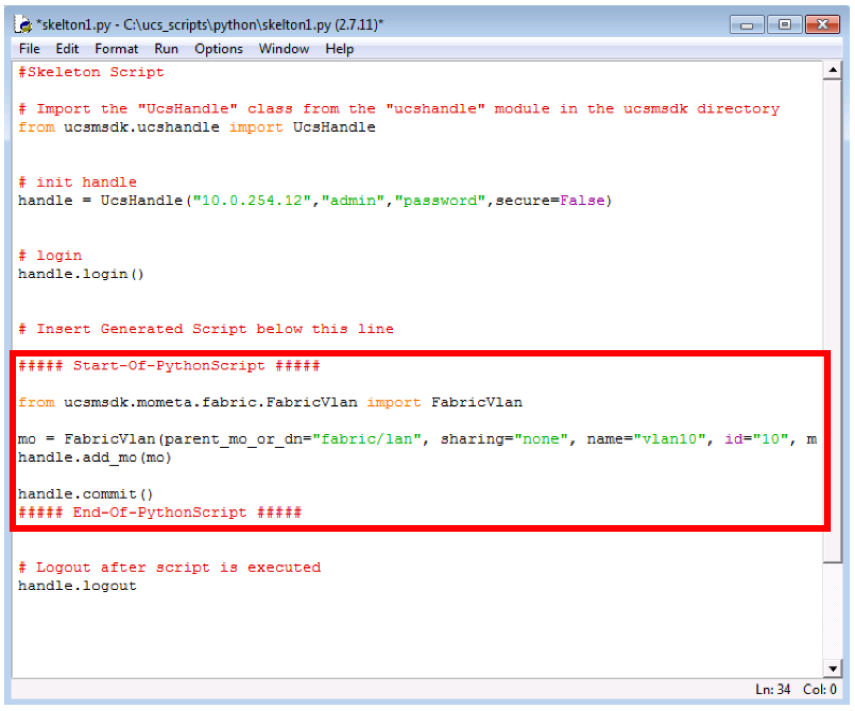 *skelton1.py - C:\ucs_scripts\python\skelton1.py (2.7.11)*
File Edit Format Run Options Window Help
#Skeleton Script
# Import the "UcsHandle" class from the "ucshandle" module in the ucsmsdk directory
from ucsmsdk.ucshandle import UcsHandle
# init handle
handle = UcsHandle("10.0.254.12","admin","password",secure=False)
# login
handle.login()
# Insert Generated Script below this line
##### Start-Of-PythonScript #####
from ucsmsdk.mometa.fabric.FabricVlan import FabricVlan
mo = FabricVlan(parent_mo_or_dn="fabric/lan", sharing="none", name="vlan10", id="10", m
handle.add_mo(mo)
handle.commit()
##### End-Of-PythonScript #####
# Logout after script is executed
handle.logout
Ln: 34 Col: 0